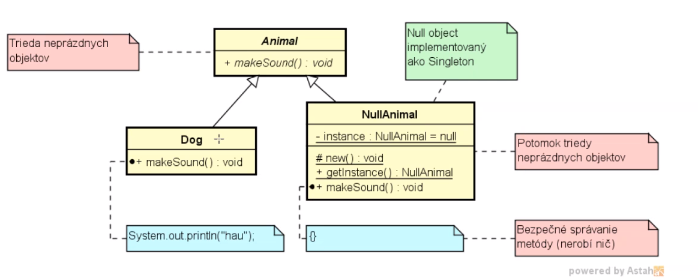 Trieda neprázdnych
objektov
Animal
+ makeSound() : void
Null object
implementovaný
ako Singleton
Dog
+ makeSound() : void
NullAnimal
- instance : NullAnimal = null
# new() : void
+ getInstance() : NullAnimal
+ makeSound() : void
Potomok triedy
neprázdnych objektov
System.out.println("hau");
{}
Bezpečné správanie
metódy (nerobí nič)
powered by Astah